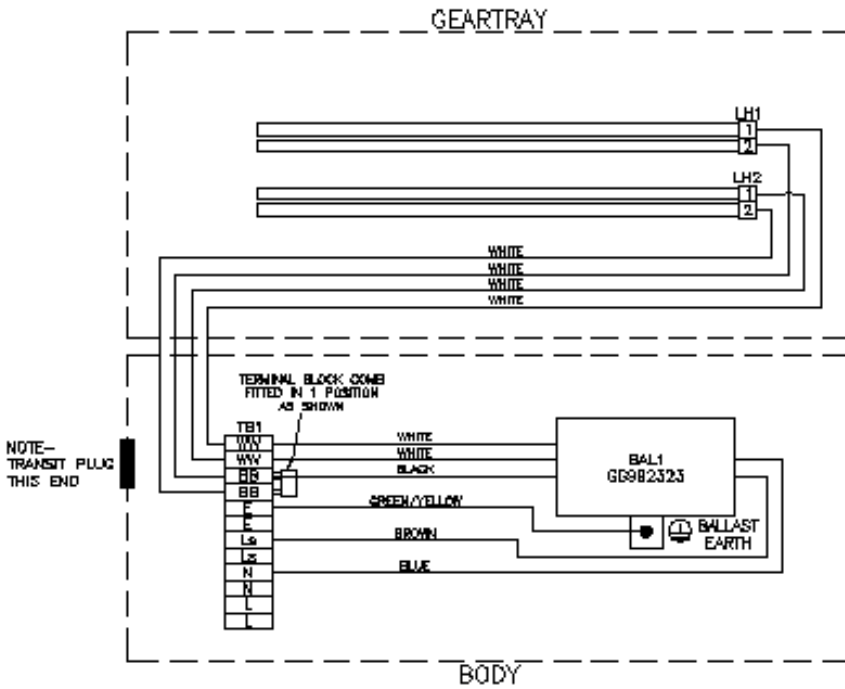 GEARTRAY
LH1
1
2
LH2
1
2
WHITE
WHITE
WHITE
WHITE
TERMINAL BLOCK COMB
FITTED IN 1 POSITION
AS SHOWN
NOTE-
TRANSIT PLUG
THIS END
TB1
WW
BB
BB
E
E
Ls
Ls
N
N
L
L
WHITE
WHITE
BLACK
GREEN/YELLOW
BROWN
BLUE
BAL1
BALLAST
EARTH
BODY